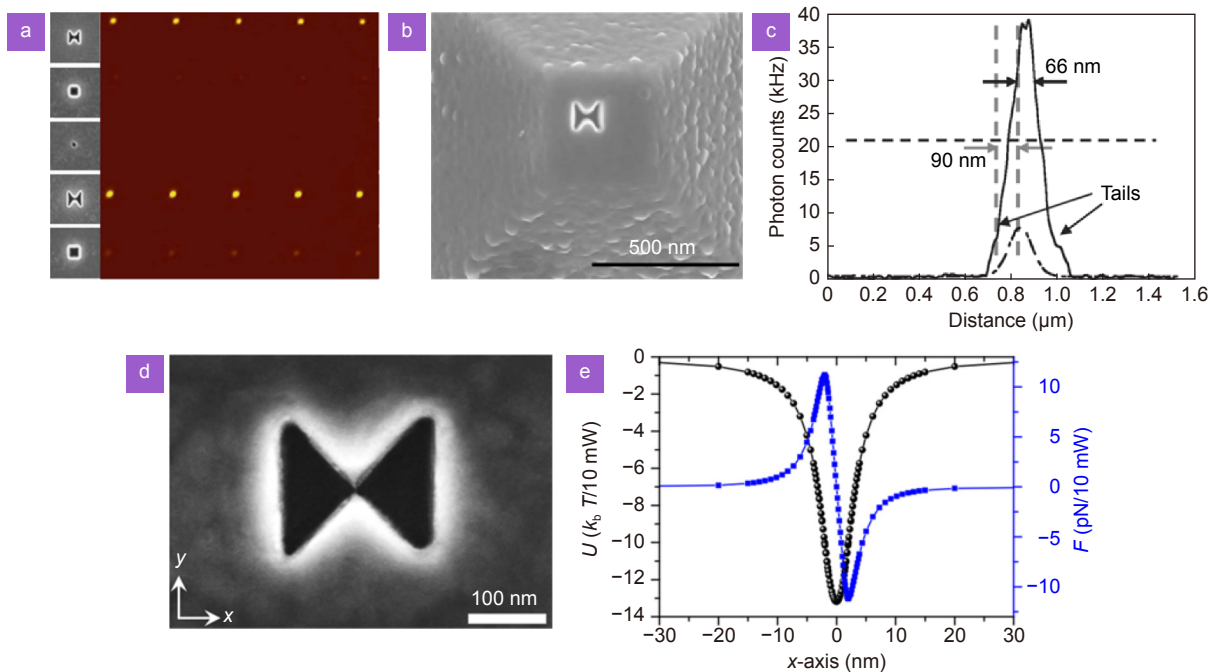 a
b
500 nm
c
Photon counts (kHz)
40
35
30
25
20
15
10
5
0
66 nm
90 nm
Tails
0 0.2 0.4 0.6 0.8 1.0 1.2 1.4 1.6
Distance (μm)
d
y
x
100 nm
e
U (k_b T/10 mW)
0
−2
−4
−6
−8
−10
−12
−14
10
5
0
−5
−10
F (pN/10 mW)
−30 −20 −10 0 10 20 30
x-axis (nm)